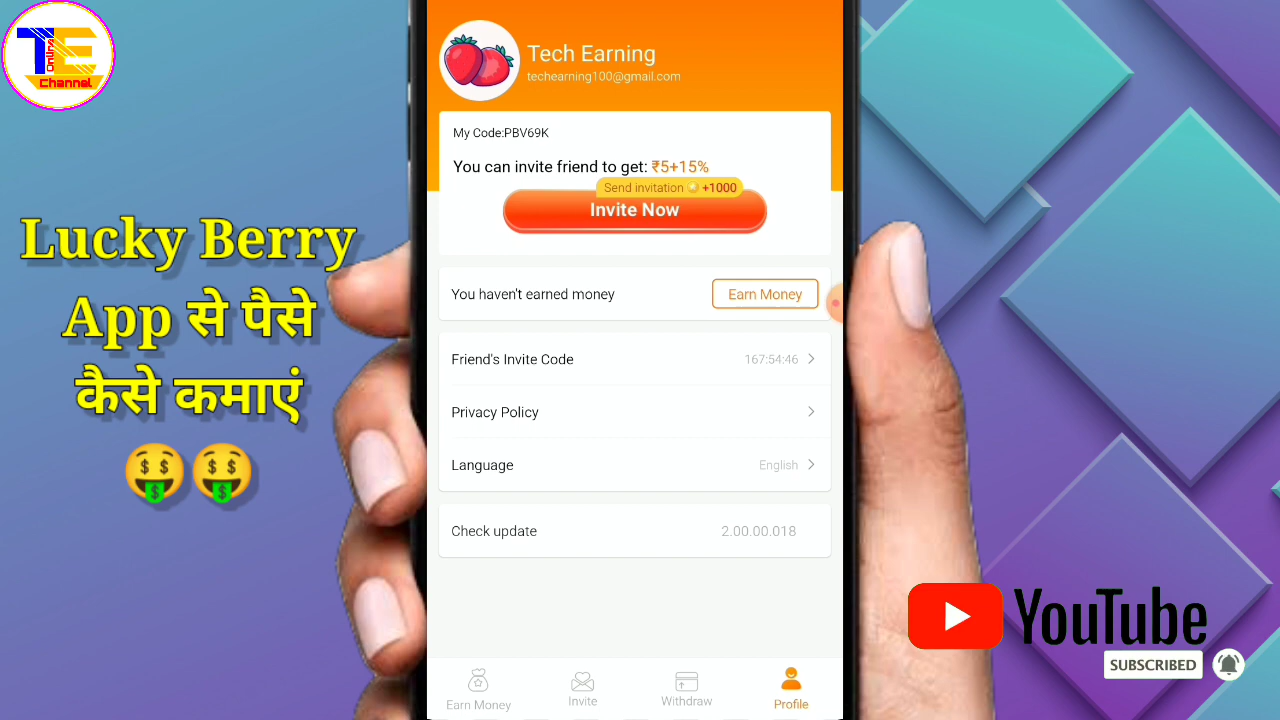 TE
Online
Channel
Lucky Berry
App से पैसे
कैसे कमाएं
Tech Earning
techearning100@gmail.com
My Code:PBV69K
You can invite friend to get: ₹5+15%
Send invitation +1000
Invite Now
You haven't earned money
Earn Money
Friend's Invite Code 167:54:46
Privacy Policy
Language English
Check update 2.00.00.018
Earn Money
Invite
Withdraw
Profile
YouTube
SUBSCRIBED